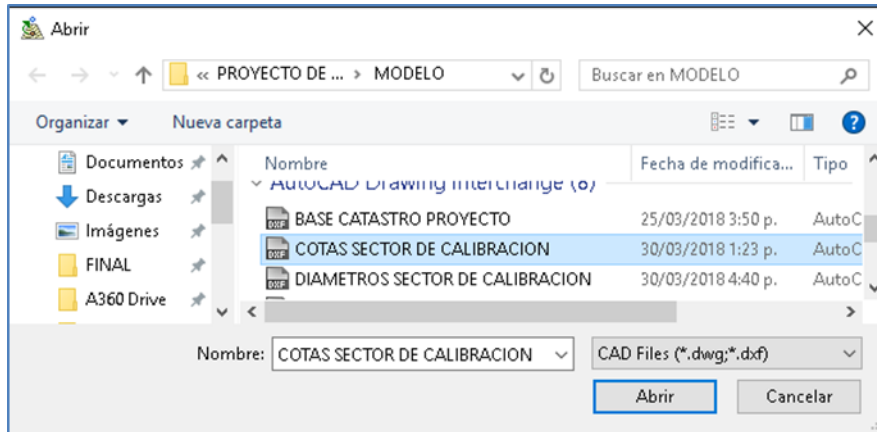 Abrir
« PROYECTO DE ... › MODELO
Buscar en MODELO
Organizar
Nueva carpeta
Documentos
Descargas
Imágenes
FINAL
A360 Drive
Nombre Fecha de modifica... Tipo
AutoCAD Drawing Interchange (8)
DXF BASE CATASTRO PROYECTO 25/03/2018 3:50 p. AutoC
DXF COTAS SECTOR DE CALIBRACION 30/03/2018 1:23 p. AutoC
DXF DIAMETROS SECTOR DE CALIBRACION 30/03/2018 4:40 p. AutoC
Nombre: COTAS SECTOR DE CALIBRACION
CAD Files (*.dwg;*.dxf)
Abrir Cancelar